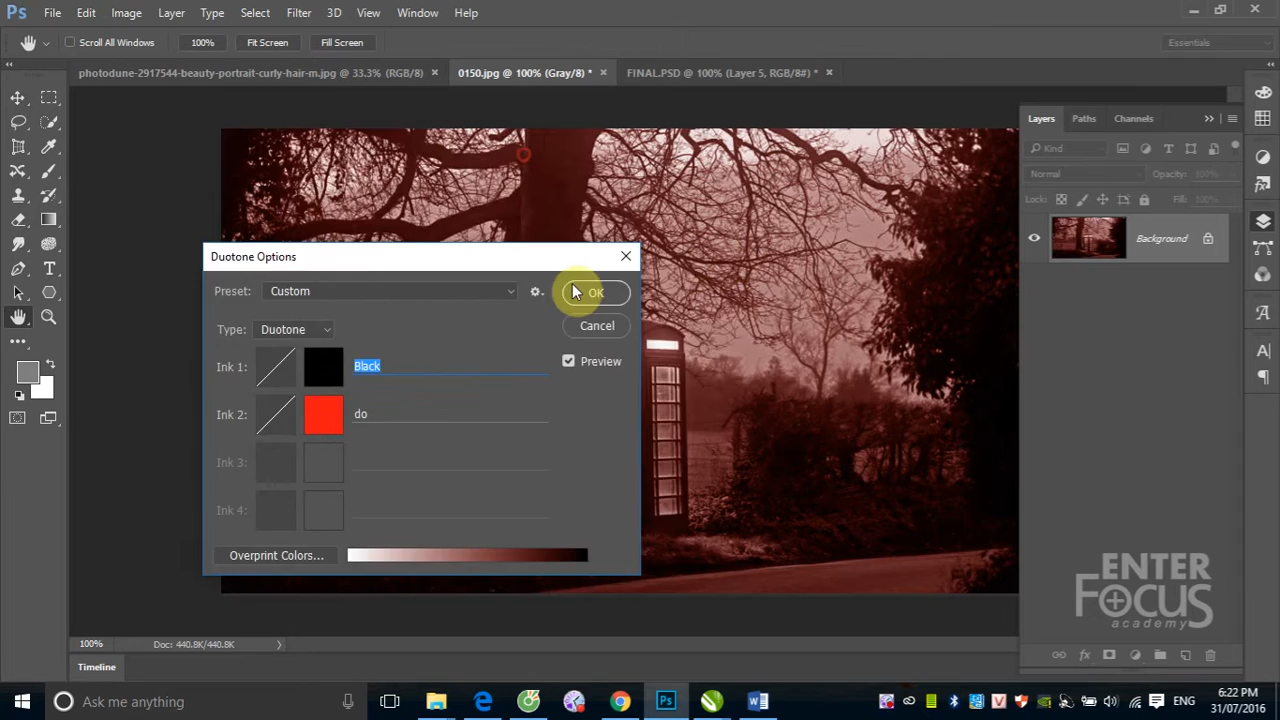 Ps File Edit Image Layer Type Select Filter 3D View Window Help
Scroll All Windows 100% Fit Screen Fill Screen Essentials
photodune-2917544-beauty-portrait-curly-hair-m.jpg @ 33.3% (RGB/8) × 0150.jpg @ 100% (Gray/8) * × FINAL.PSD @ 100% (Layer 5, RGB/8#) * ×
Layers Paths Channels
Kind
Normal Opacity: 100%
Lock: Fill: 100%
Background
Duotone Options
Preset: Custom OK
Type: Duotone Cancel
Preview
Ink 1: Black
Ink 2: do
Ink 3:
Ink 4:
Overprint Colors...
ENTER
FOCUS
academy
100% Doc: 440.8K/440.8K
Timeline
Ask me anything
ENG
6:22 PM
31/07/2016